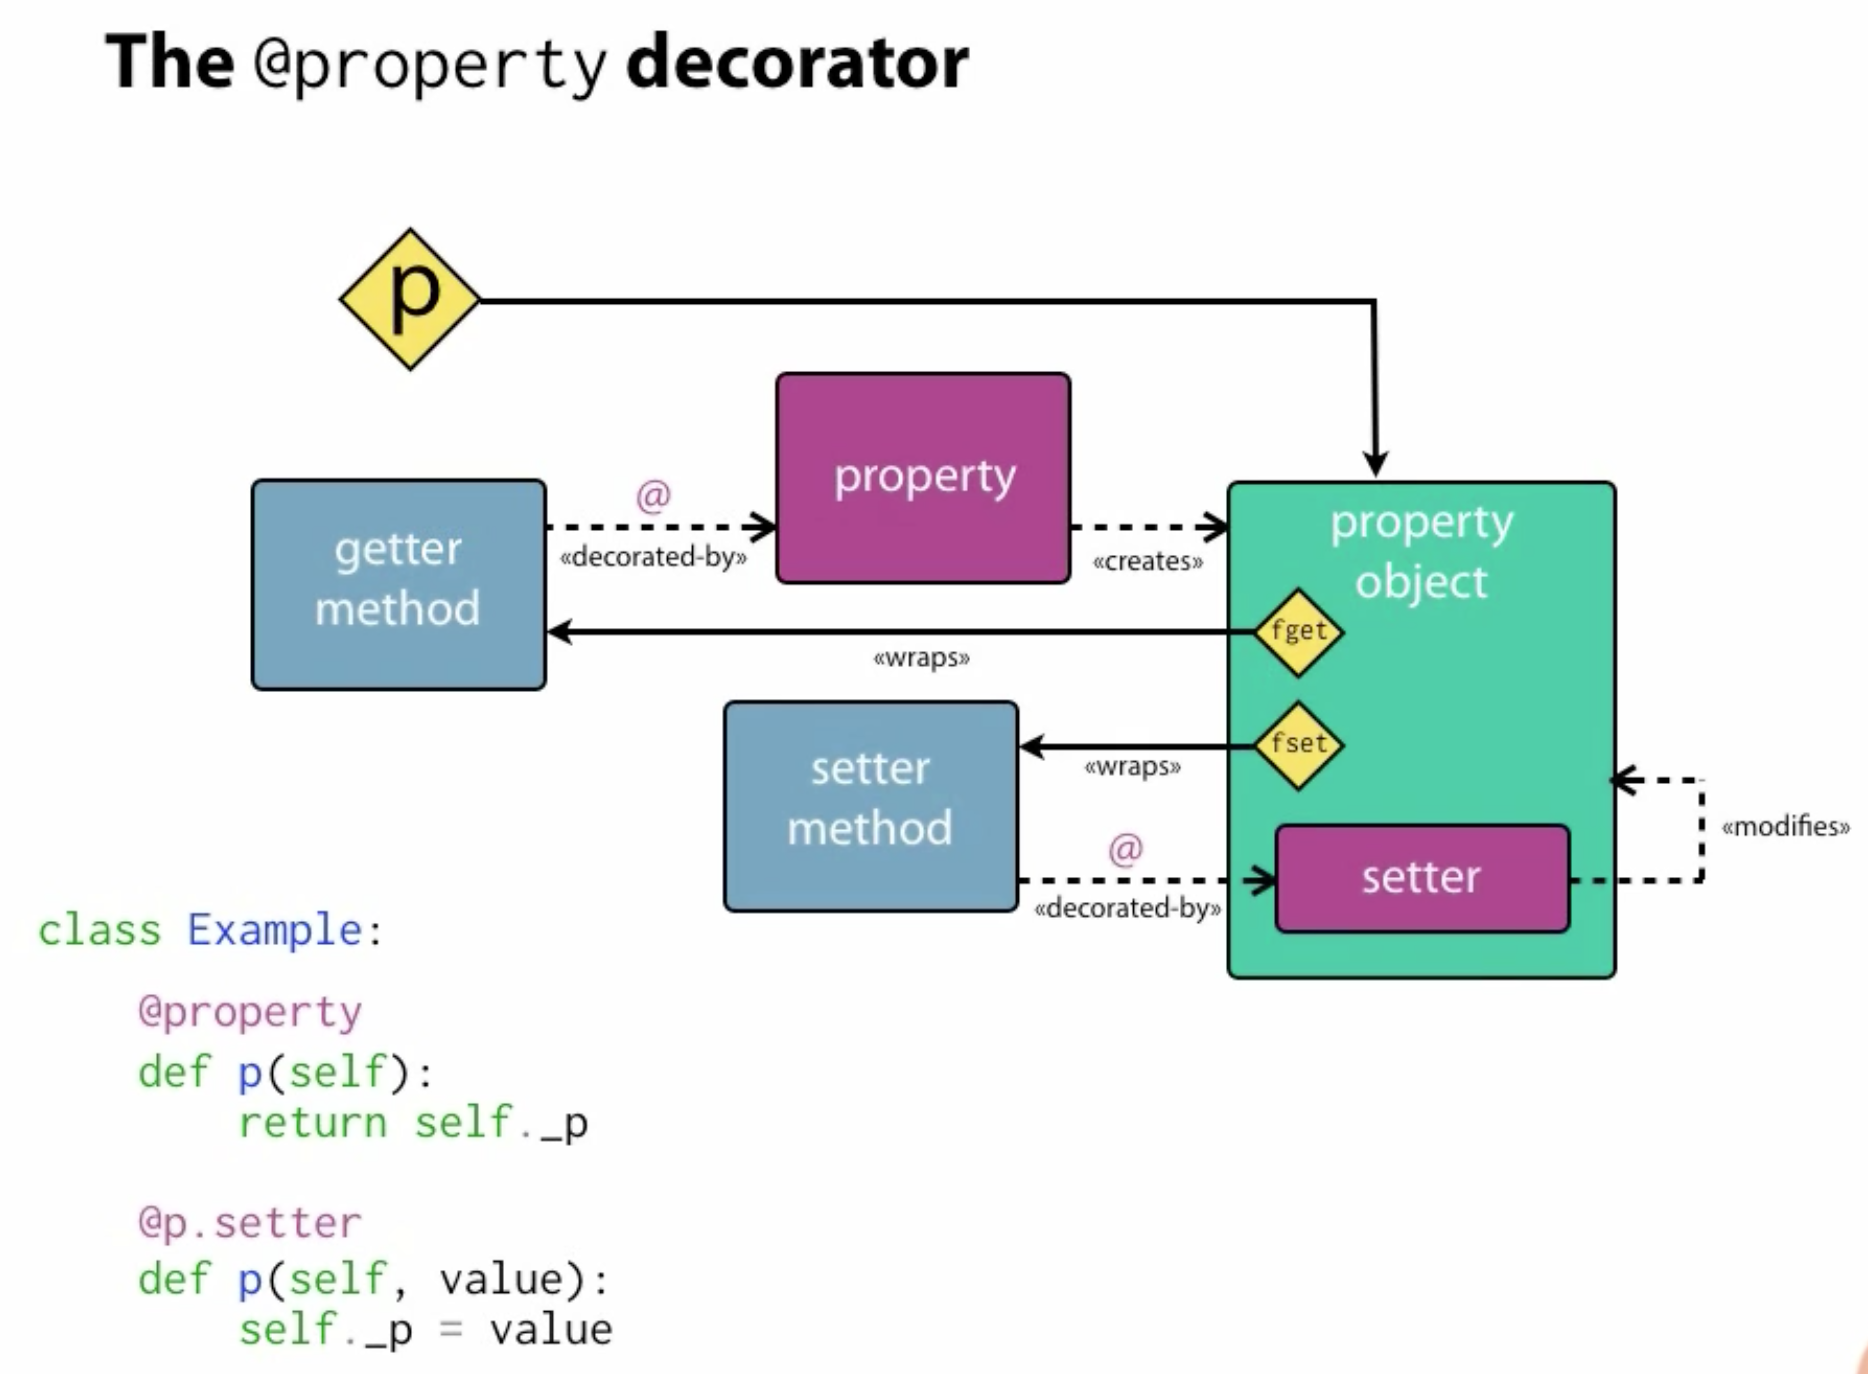 The @property decorator
p
property
@
«decorated-by»
«creates»
getter
method
property
object
fget
«wraps»
fset
«wraps»
setter
method
@
«decorated-by»
setter
«modifies»
class Example:
@property
def p(self):
return self._p
@p.setter
def p(self, value):
self._p = value